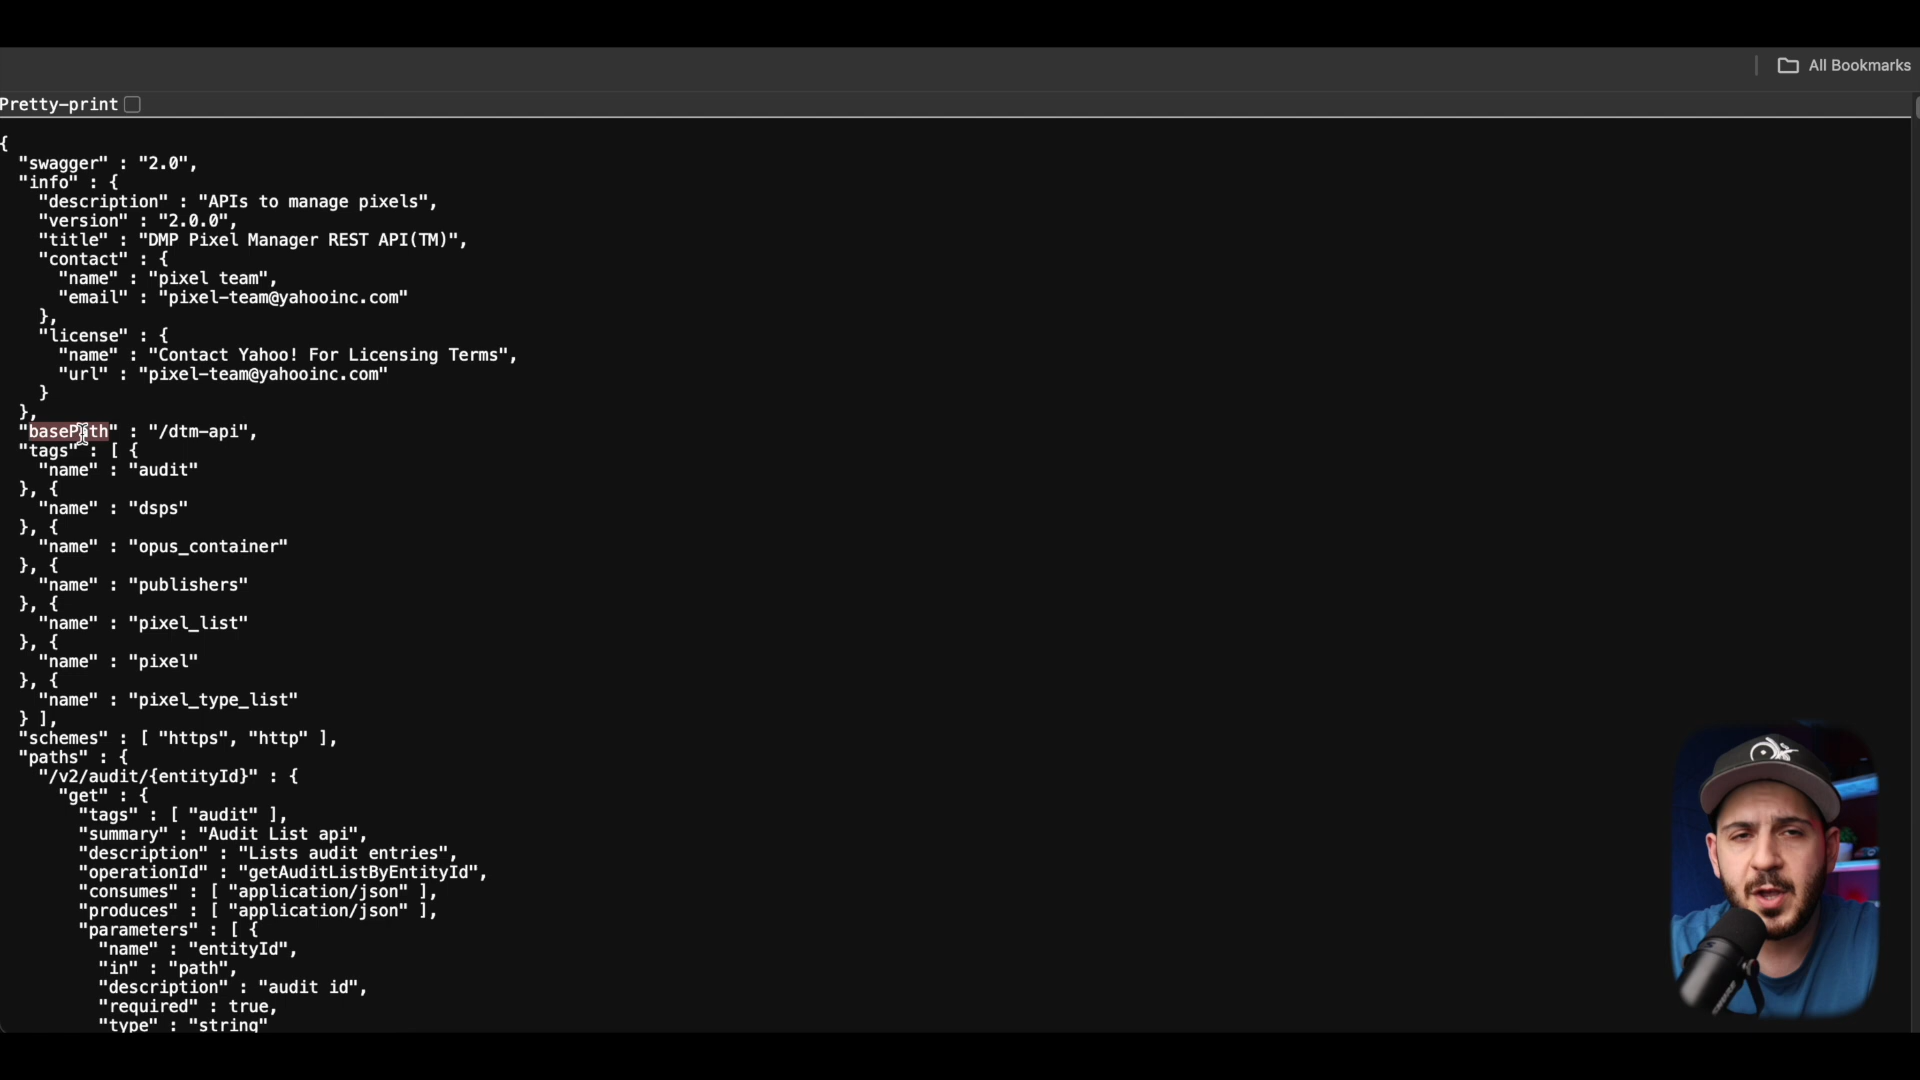 All Bookmarks
Pretty-print
{
"swagger" : "2.0",
"info" : {
"description" : "APIs to manage pixels",
"version" : "2.0.0",
"title" : "DMP Pixel Manager REST API(TM)",
"contact" : {
"name" : "pixel team",
"email" : "pixel-team@yahooinc.com"
},
"license" : {
"name" : "Contact Yahoo! For Licensing Terms",
"url" : "pixel-team@yahooinc.com"
}
},
"basePath" : "/dtm-api",
"tags" : [ {
"name" : "audit"
}, {
"name" : "dsps"
}, {
"name" : "opus_container"
}, {
"name" : "publishers"
}, {
"name" : "pixel_list"
}, {
"name" : "pixel"
}, {
"name" : "pixel_type_list"
} ],
"schemes" : [ "https", "http" ],
"paths" : {
"/v2/audit/{entityId}" : {
"get" : {
"tags" : [ "audit" ],
"summary" : "Audit List api",
"description" : "Lists audit entries",
"operationId" : "getAuditListByEntityId",
"consumes" : [ "application/json" ],
"produces" : [ "application/json" ],
"parameters" : [ {
"name" : "entityId",
"in" : "path",
"description" : "audit id",
"required" : true,
"type" : "string"